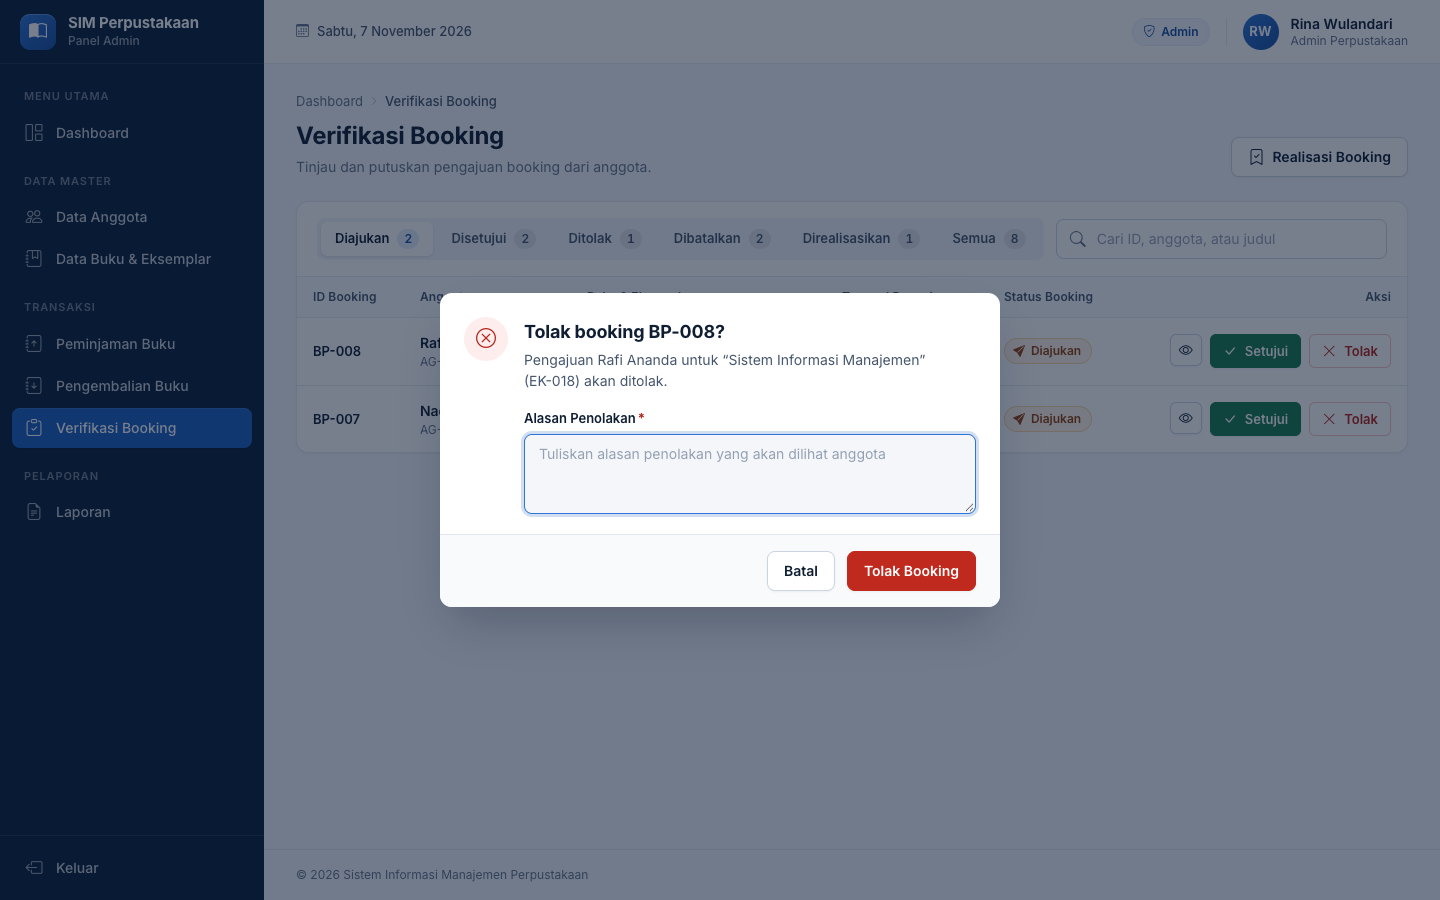 SIM Perpustakaan
Panel Admin
Sabtu, 7 November 2026
Admin
RW
Rina Wulandari
Admin Perpustakaan
MENU UTAMA
Dashboard
DATA MASTER
Data Anggota
Data Buku & Eksemplar
TRANSAKSI
Peminjaman Buku
Pengembalian Buku
Verifikasi Booking
PELAPORAN
Laporan
Keluar
Dashboard > Verifikasi Booking
Verifikasi Booking
Tinjau dan putuskan pengajuan booking dari anggota.
Realisasi Booking
Diajukan 2 Disetujui 2 Ditolak 1 Dibatalkan 2 Direalisasikan 1 Semua 8
Cari ID, anggota, atau judul
ID Booking Status Booking Aksi
BP-008 Diajukan Setujui Tolak
BP-007 Diajukan Setujui Tolak
Tolak booking BP-008?
Pengajuan Rafi Ananda untuk “Sistem Informasi Manajemen”
(EK-018) akan ditolak.
Alasan Penolakan *
Tuliskan alasan penolakan yang akan dilihat anggota
Batal
Tolak Booking
© 2026 Sistem Informasi Manajemen Perpustakaan